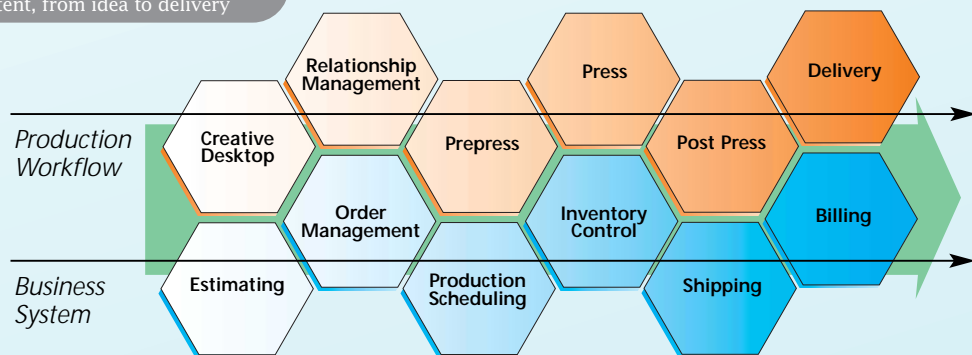 tent, from idea to delivery
Relationship
Management
Press
Delivery
Production
Workflow
Creative
Desktop
Prepress
Post Press
Order
Management
Inventory
Control
Billing
Business
System
Estimating
Production
Scheduling
Shipping